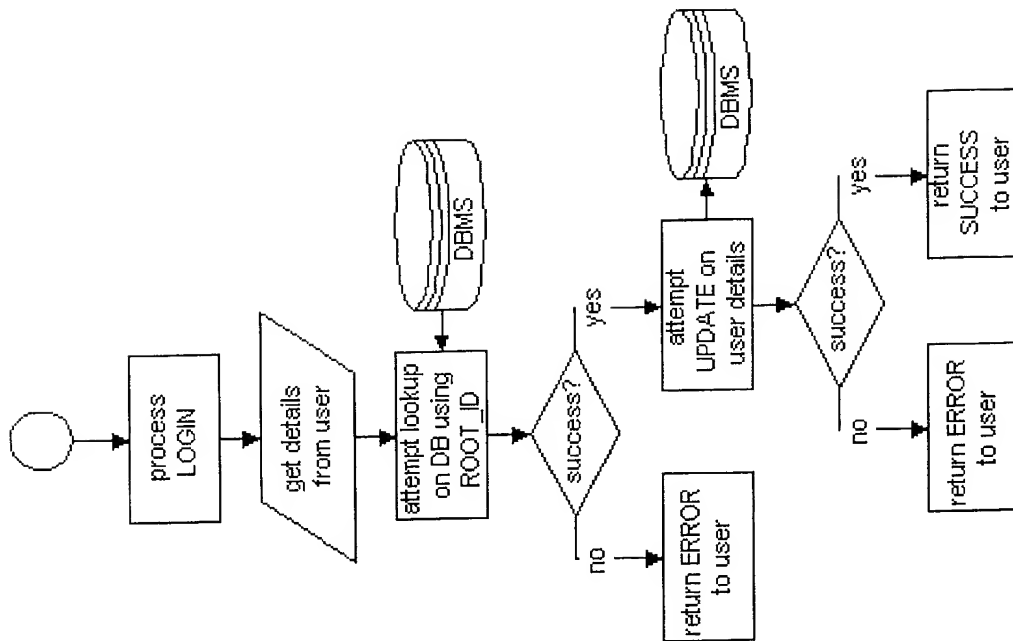 process
LOGIN
get details
from user
attempt lookup
on DB using
ROOT_ID
DBMS
success?
no
yes
return ERROR
to user
attempt
UPDATE on
user details
DBMS
success?
no
yes
return ERROR
to user
return
SUCCESS
to user